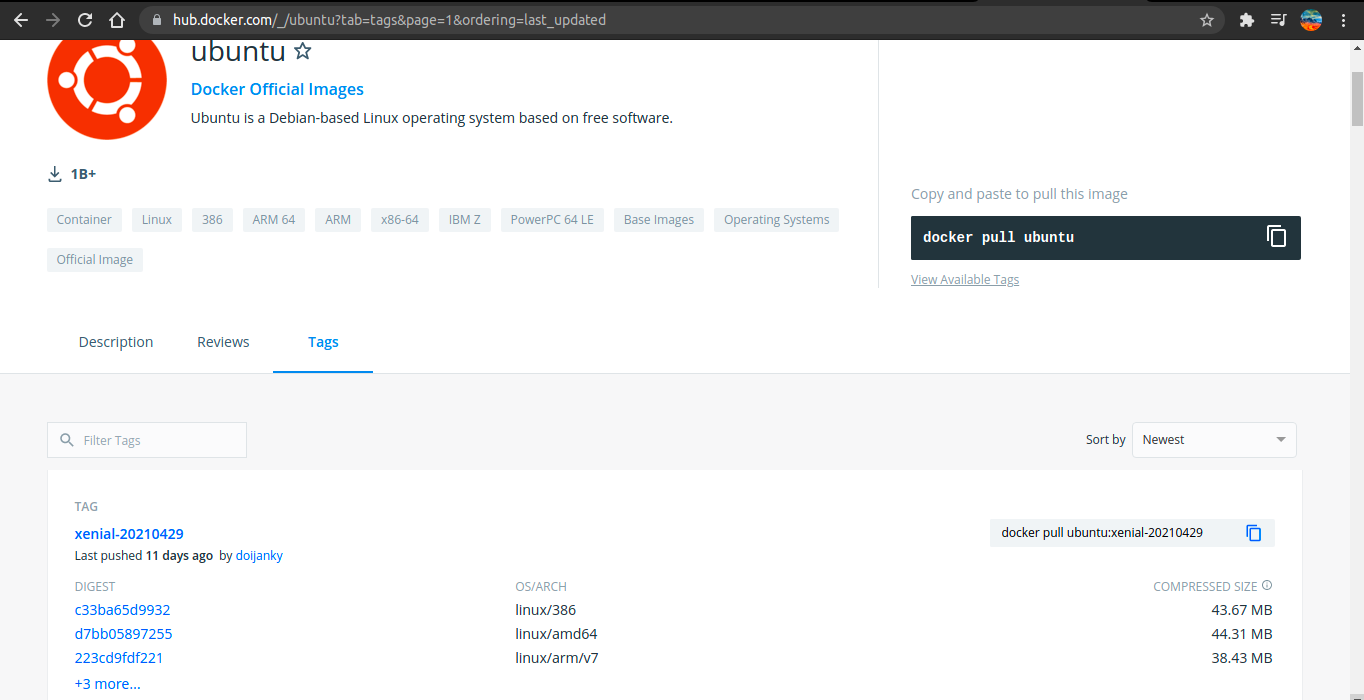 hub.docker.com/_/ubuntu?tab=tags&page=1&ordering=last_updated
ubuntu
Docker Official Images
Ubuntu is a Debian-based Linux operating system based on free software.
1B+
Container Linux 386 ARM 64 ARM x86-64 IBM Z PowerPC 64 LE Base Images Operating Systems
Official Image
Copy and paste to pull this image
docker pull ubuntu
View Available Tags
Description Reviews Tags
Filter Tags
Sort by Newest
TAG
xenial-20210429
docker pull ubuntu:xenial-20210429
Last pushed 11 days ago by doijanky
DIGEST OS/ARCH COMPRESSED SIZE
c33ba65d9932 linux/386 43.67 MB
d7bb05897255 linux/amd64 44.31 MB
223cd9fdf221 linux/arm/v7 38.43 MB
+3 more...